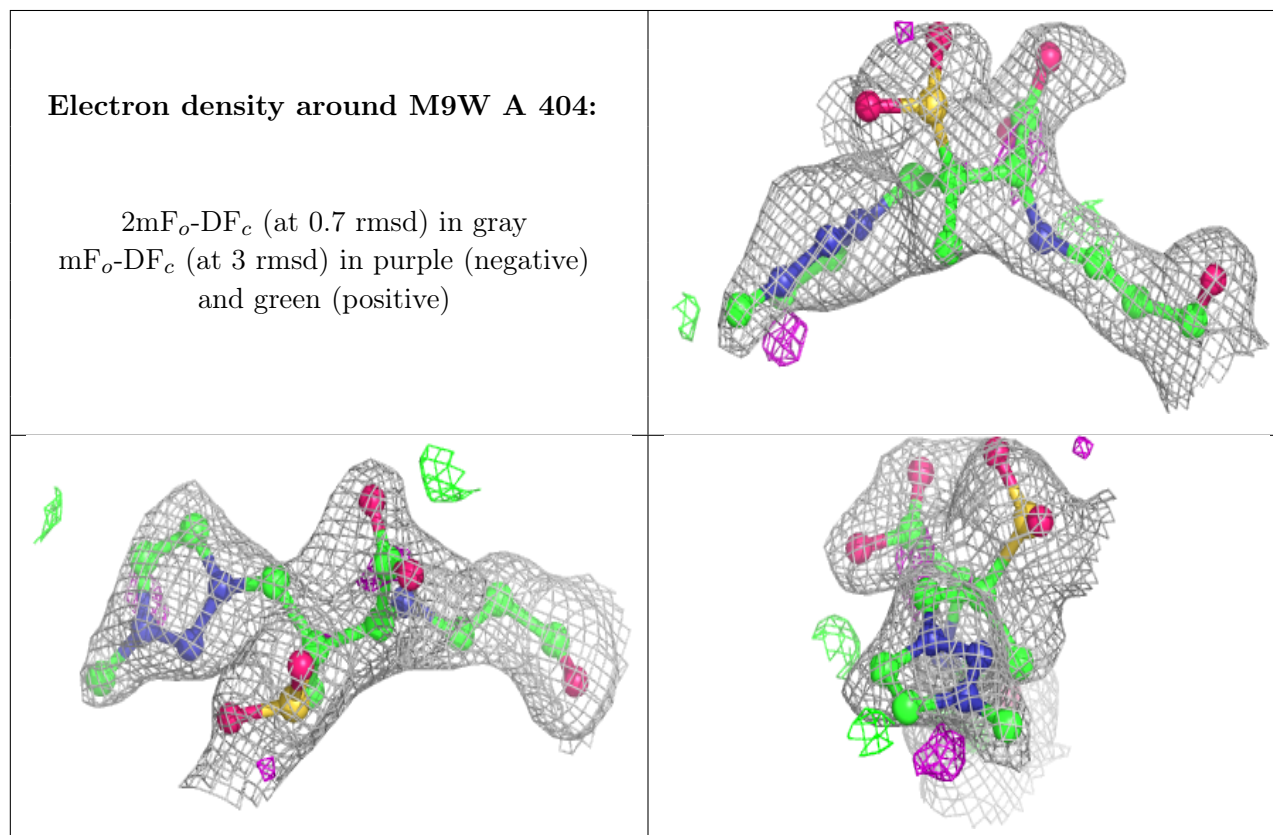 Electron density around M9W A 404:
2mFo-DFc (at 0.7 rmsd) in gray
mFo-DFc (at 3 rmsd) in purple (negative)
and green (positive)